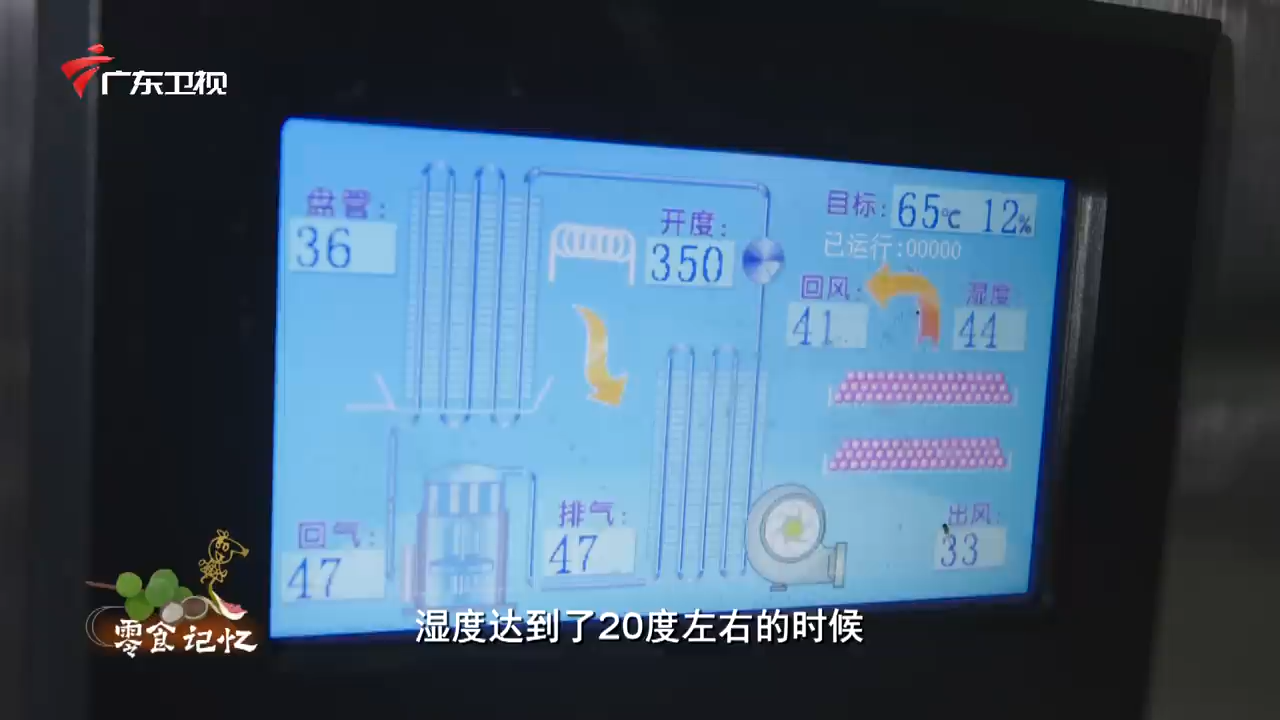 广东卫视
盘管:
36
开度:
350
目标: 65℃ 12%
已运行:00000
回风:
41
湿度:
44
回气:
47
排气:
47
出风:
33
零食记忆
湿度达到了20度左右的时候